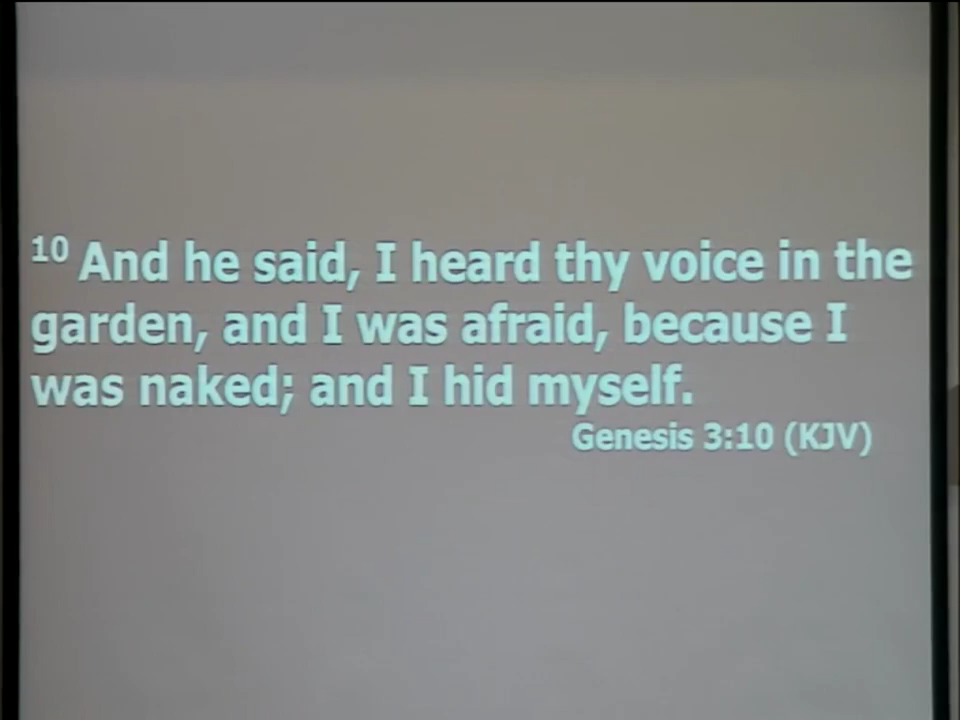 10 And he said, I heard thy voice in the
garden, and I was afraid, because I
was naked; and I hid myself.
Genesis 3:10 (KJV)